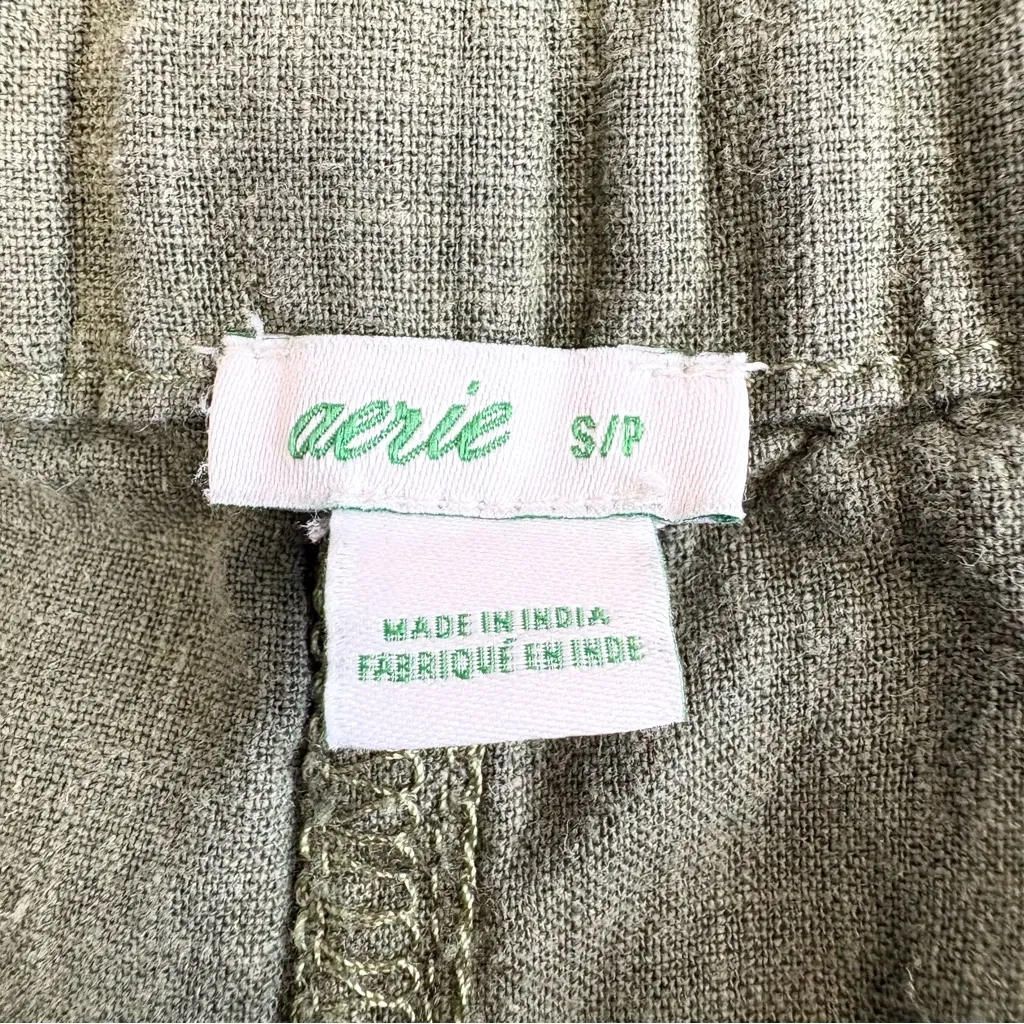 aerie S/P
MADE IN INDIA
FABRIQUÉ EN INDE